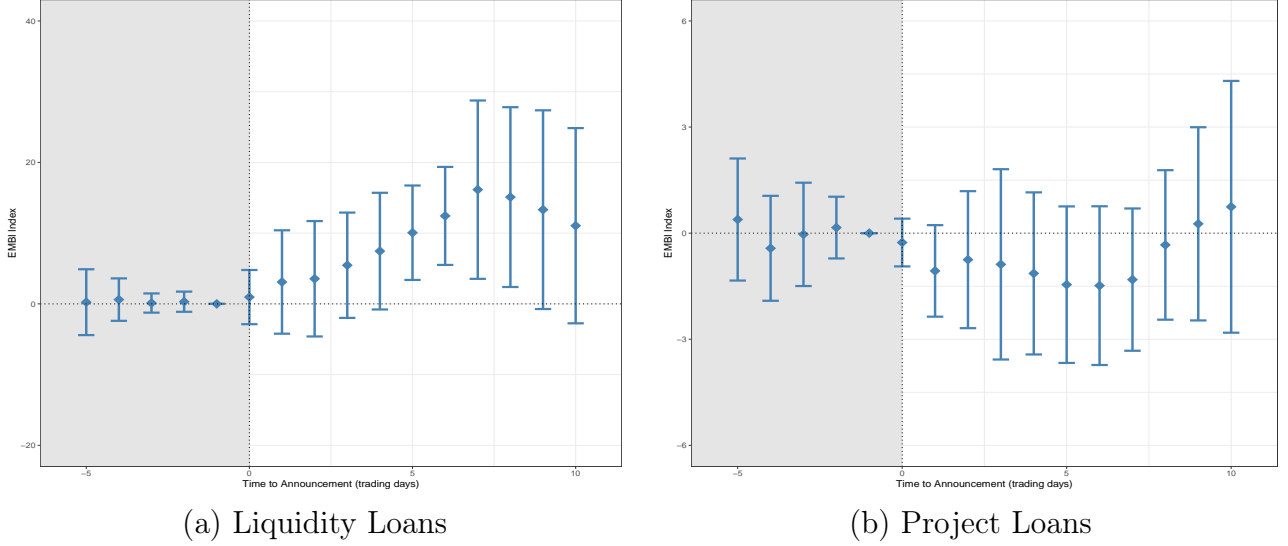 40
20
0
−20
EMBI Index
−5
0
5
10
Time to Announcement (trading days)
(a) Liquidity Loans
6
3
0
−3
−6
EMBI Index
−5
0
5
10
Time to Announcement (trading days)
(b) Project Loans